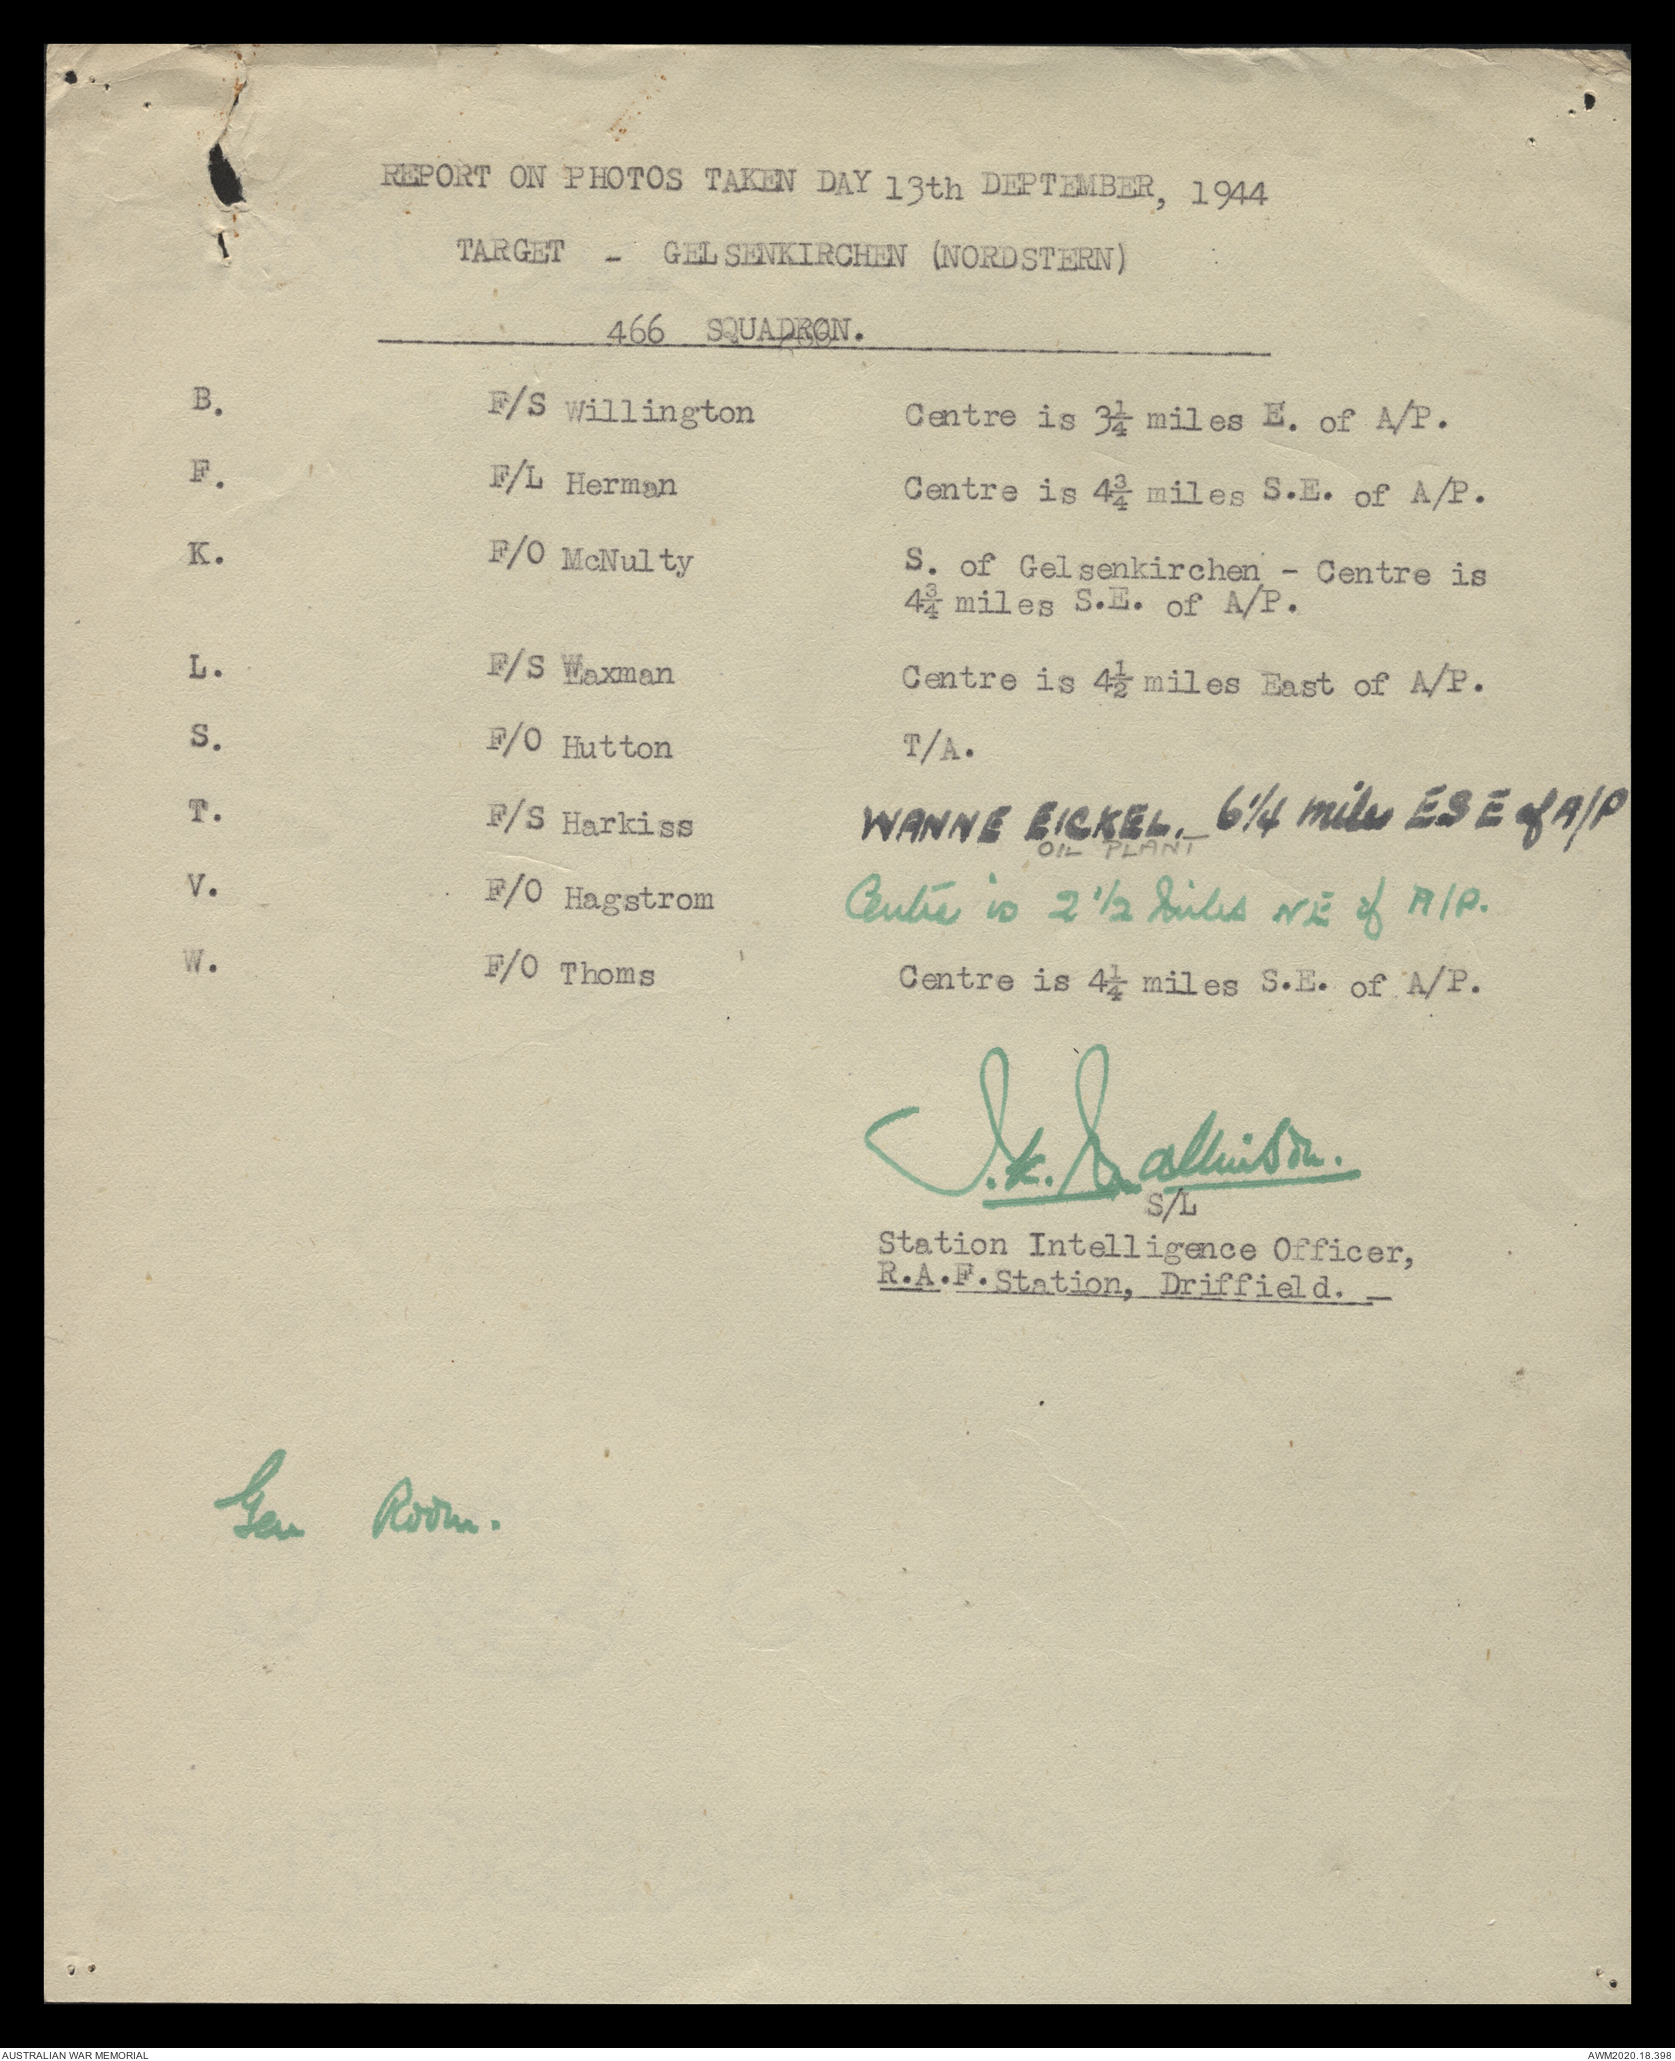 REPORT ON PHOTOS TAKEN DAY 13th DEPTEMBER, 1944
TARGET - GELSENKIRCHEN (NORDSTERN)
466 SQUADRON.
B. F/S Willington Centre is 3¼ miles E. of A/P.
F. F/L Herman Centre is 4¾ miles S.E. of A/P.
K. F/O McNulty S. of Gelsenkirchen - Centre is
4¾ miles S.E. of A/P.
L. F/S Waxman Centre is 4½ miles East of A/P.
S. F/O Hutton T/A.
T. F/S Harkiss WANNE EICKEL. 6¼ miles ESE of A/P
OIL PLANT
V. F/O Hagstrom Centre is 2½ miles NE of A/P.
W. F/O Thoms Centre is 4¼ miles S.E. of A/P.
S/L
Station Intelligence Officer,
R.A.F. Station, Driffield. -
Gen Room.
AUSTRALIAN WAR MEMORIAL
AWM2020.18.398